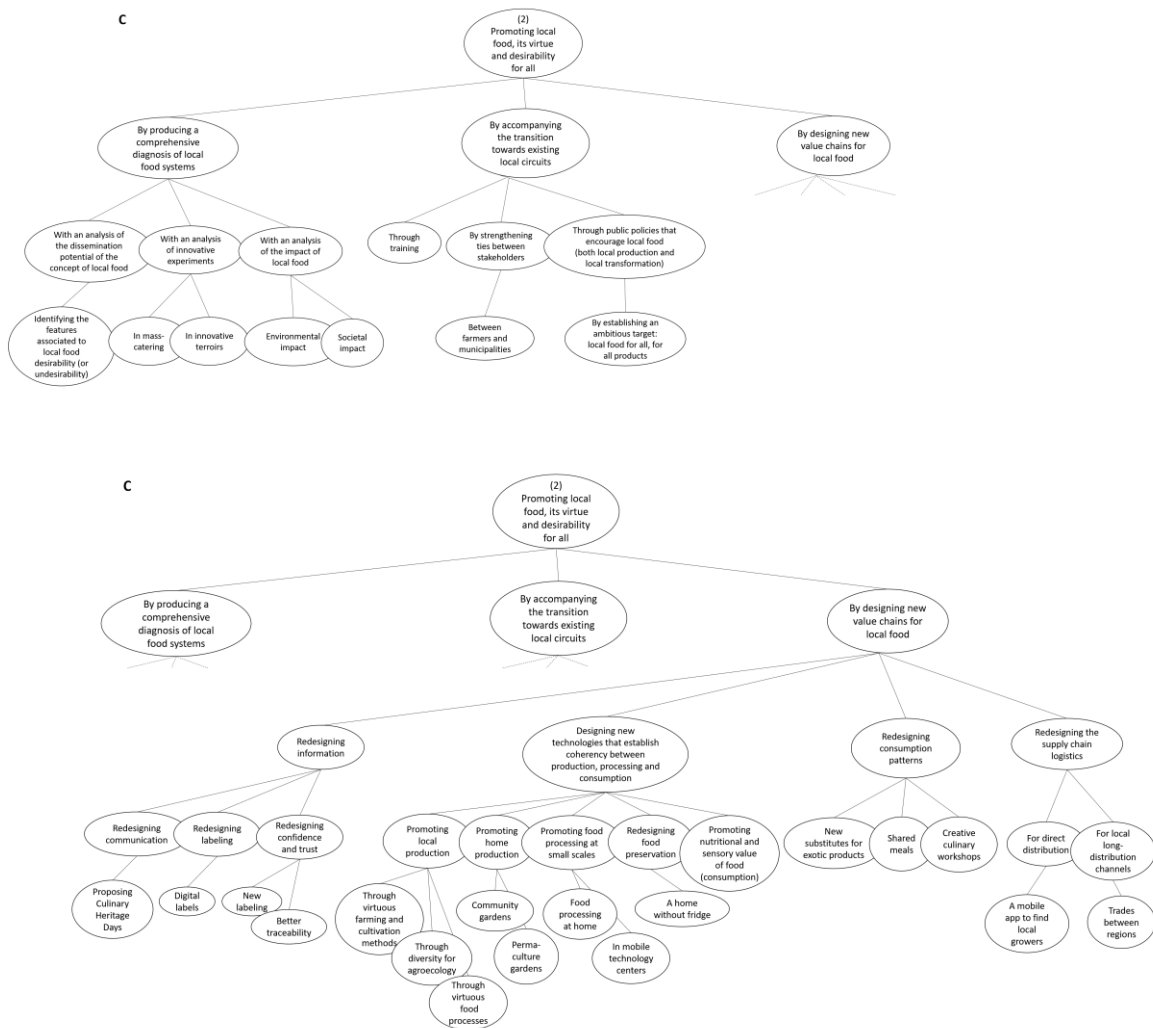 C
(2)
Promoting local
food, its virtue
and desirability
for all
By producing a
comprehensive
diagnosis of local
food systems
By accompanying
the transition
towards existing
local circuits
By designing new
value chains for
local food
With an analysis of
the dissemination
potential of the
concept of local food
With an analysis
of innovative
experiments
With an analysis
of the impact of
local food
Through
training
By strengthening
ties between
stakeholders
Through public policies that
encourage local food
(both local production and
local transformation)
Identifying the
features
associated to
local food
desirability (or
undesirability)
In mass-
catering
In innovative
terroirs
Environmental
impact
Societal
impact
Between
farmers and
municipalities
By establishing an
ambitious target:
local food for all, for
all products
C
(2)
Promoting local
food, its virtue
and desirability
for all
By producing a
comprehensive
diagnosis of local
food systems
By accompanying
the transition
towards existing
local circuits
By designing new
value chains for
local food
Redesigning
information
Designing new
technologies that establish
coherency between
production, processing and
consumption
Redesigning
consumption
patterns
Redesigning the
supply chain
logistics
Redesigning
communication
Redesigning
labeling
Redesigning
confidence
and trust
Promoting
local
production
Promoting
home
production
Promoting food
processing at
small scales
Redesigning
food
preservation
Promoting
nutritional and
sensory value
of food
(consumption)
New
substitutes for
exotic products
Shared
meals
Creative
culinary
workshops
For direct
distribution
For local
long-
distribution
channels
Proposing
Culinary
Heritage
Days
Digital
labels
New
labeling
Better
traceability
Through
virtuous
farming and
cultivation
methods
Through
diversity for
agroecology
Through
virtuous
food
processes
Community
gardens
Perma-
culture
gardens
Food
processing
at home
In mobile
technology
centers
A home
without fridge
A mobile
app to find
local
growers
Trades
between
regions